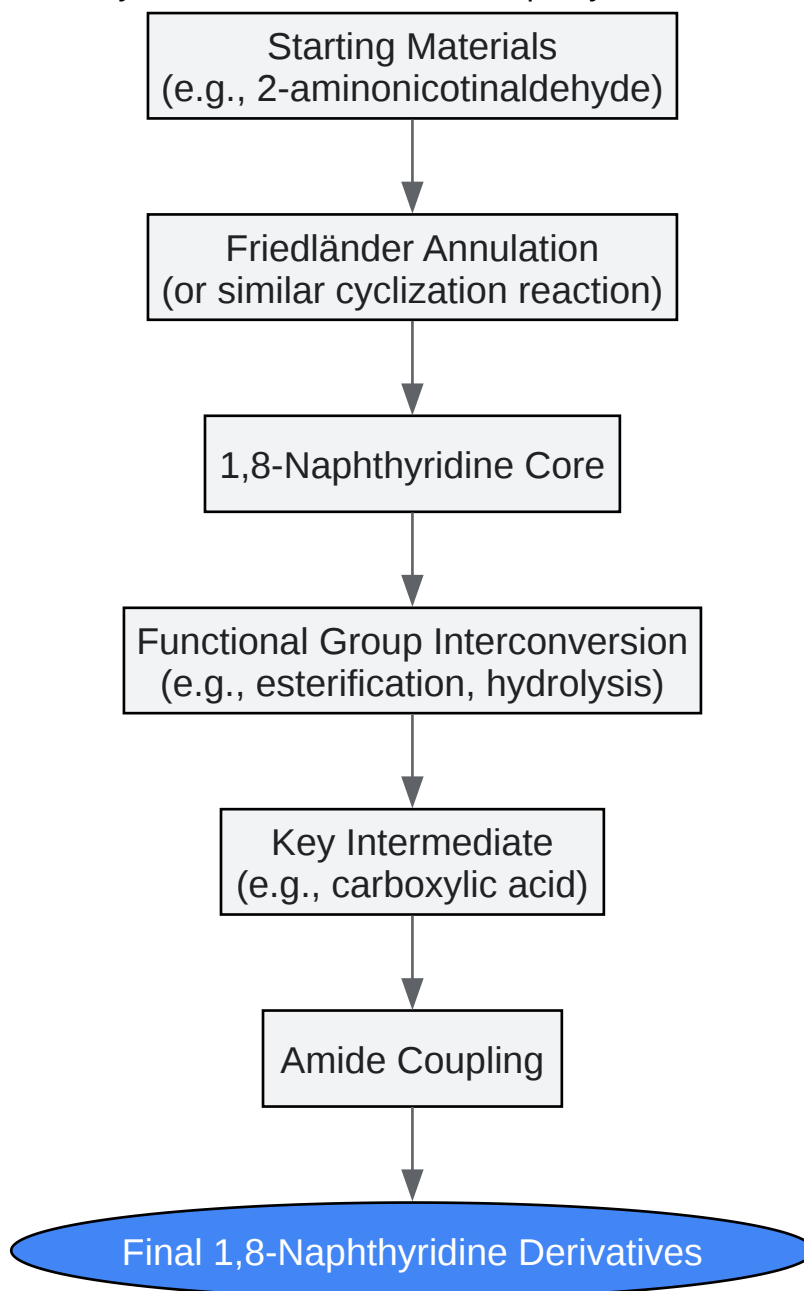 Starting Materials
(e.g., 2-aminonicotinaldehyde)
Friedländer Annulation
(or similar cyclization reaction)
1,8-Naphthyridine Core
Functional Group Interconversion
(e.g., esterification, hydrolysis)
Key Intermediate
(e.g., carboxylic acid)
Amide Coupling
Final 1,8-Naphthyridine Derivatives